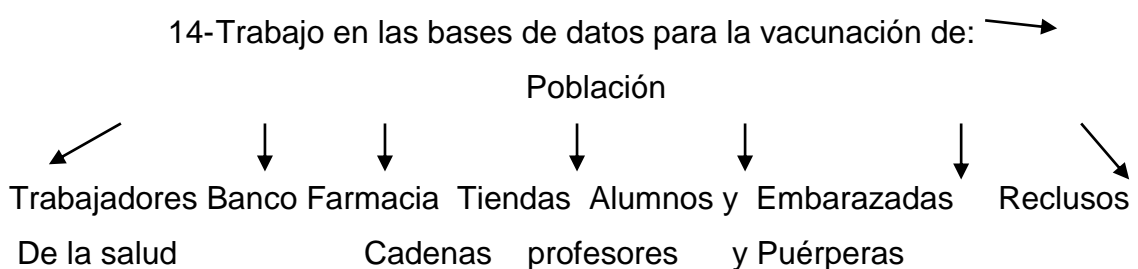 14-Trabajo en las bases de datos para la vacunación de:
Población
Trabajadores Banco Farmacia Tiendas Alumnos y Embarazadas Reclusos
De la salud Cadenas profesores y Puérperas